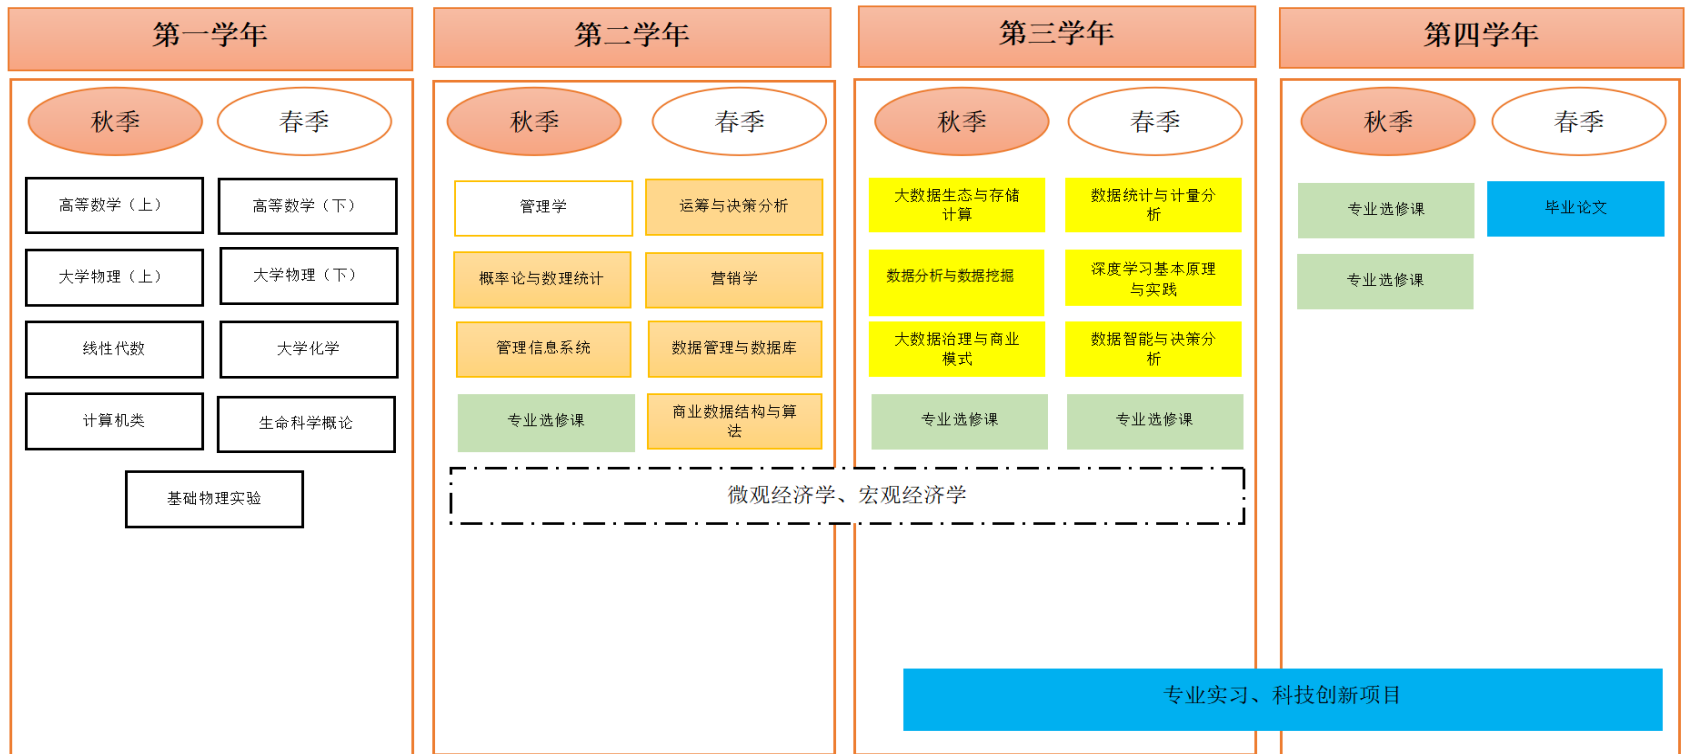 第一学年
第二学年
第三学年
第四学年
秋季
春季
秋季
春季
秋季
春季
秋季
春季
高等数学（上）
高等数学（下）
大学物理（上）
大学物理（下）
线性代数
大学化学
计算机类
生命科学概论
基础物理实验
管理学
运筹与决策分析
概率论与数理统计
营销学
管理信息系统
数据管理与数据库
专业选修课
商业数据结构与算
法
大数据生态与存储
计算
数据统计与计量分
析
数据分析与数据挖掘
深度学习基本原理
与实践
大数据治理与商业
模式
数据智能与决策分
析
专业选修课
专业选修课
微观经济学、宏观经济学
专业选修课
毕业论文
专业选修课
专业实习、科技创新项目